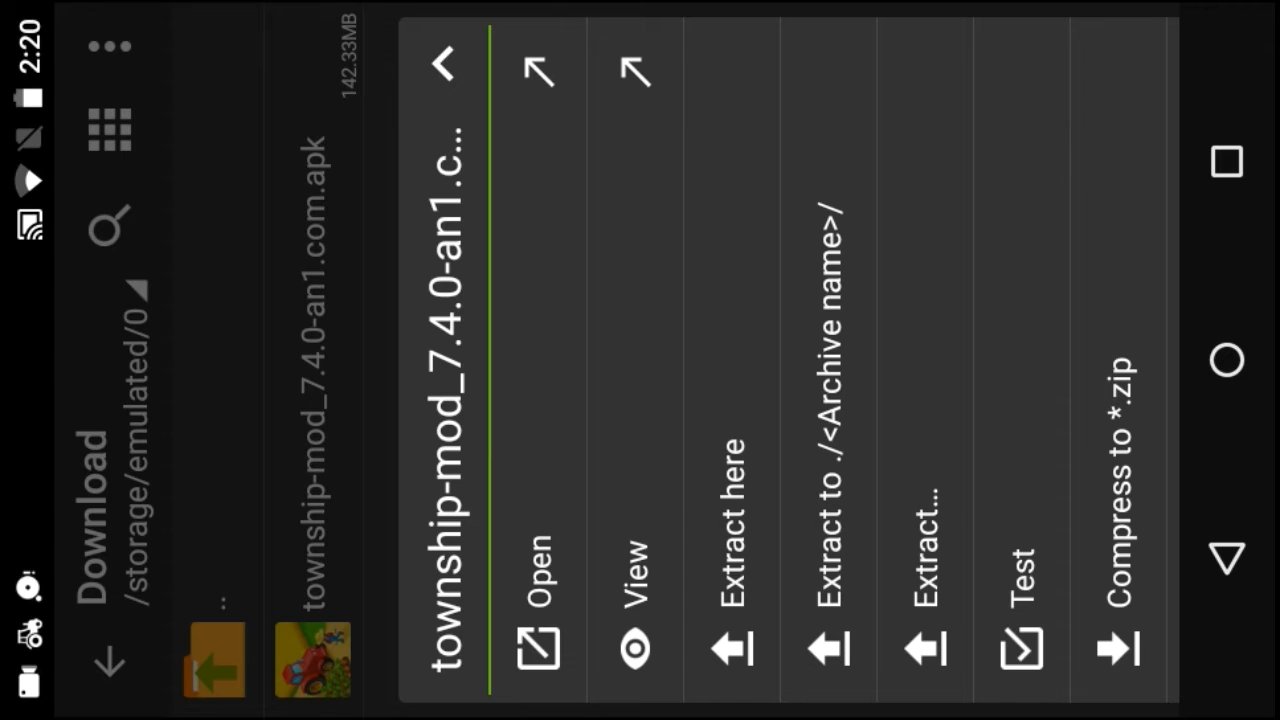 2:20
Download
/storage/emulated/0
..
township-mod_7.4.0-an1.com.apk
142.33MB
township-mod_7.4.0-an1.c...
Open
View
Extract here
Extract to ./<Archive name>/
Extract...
Test
Compress to *.zip